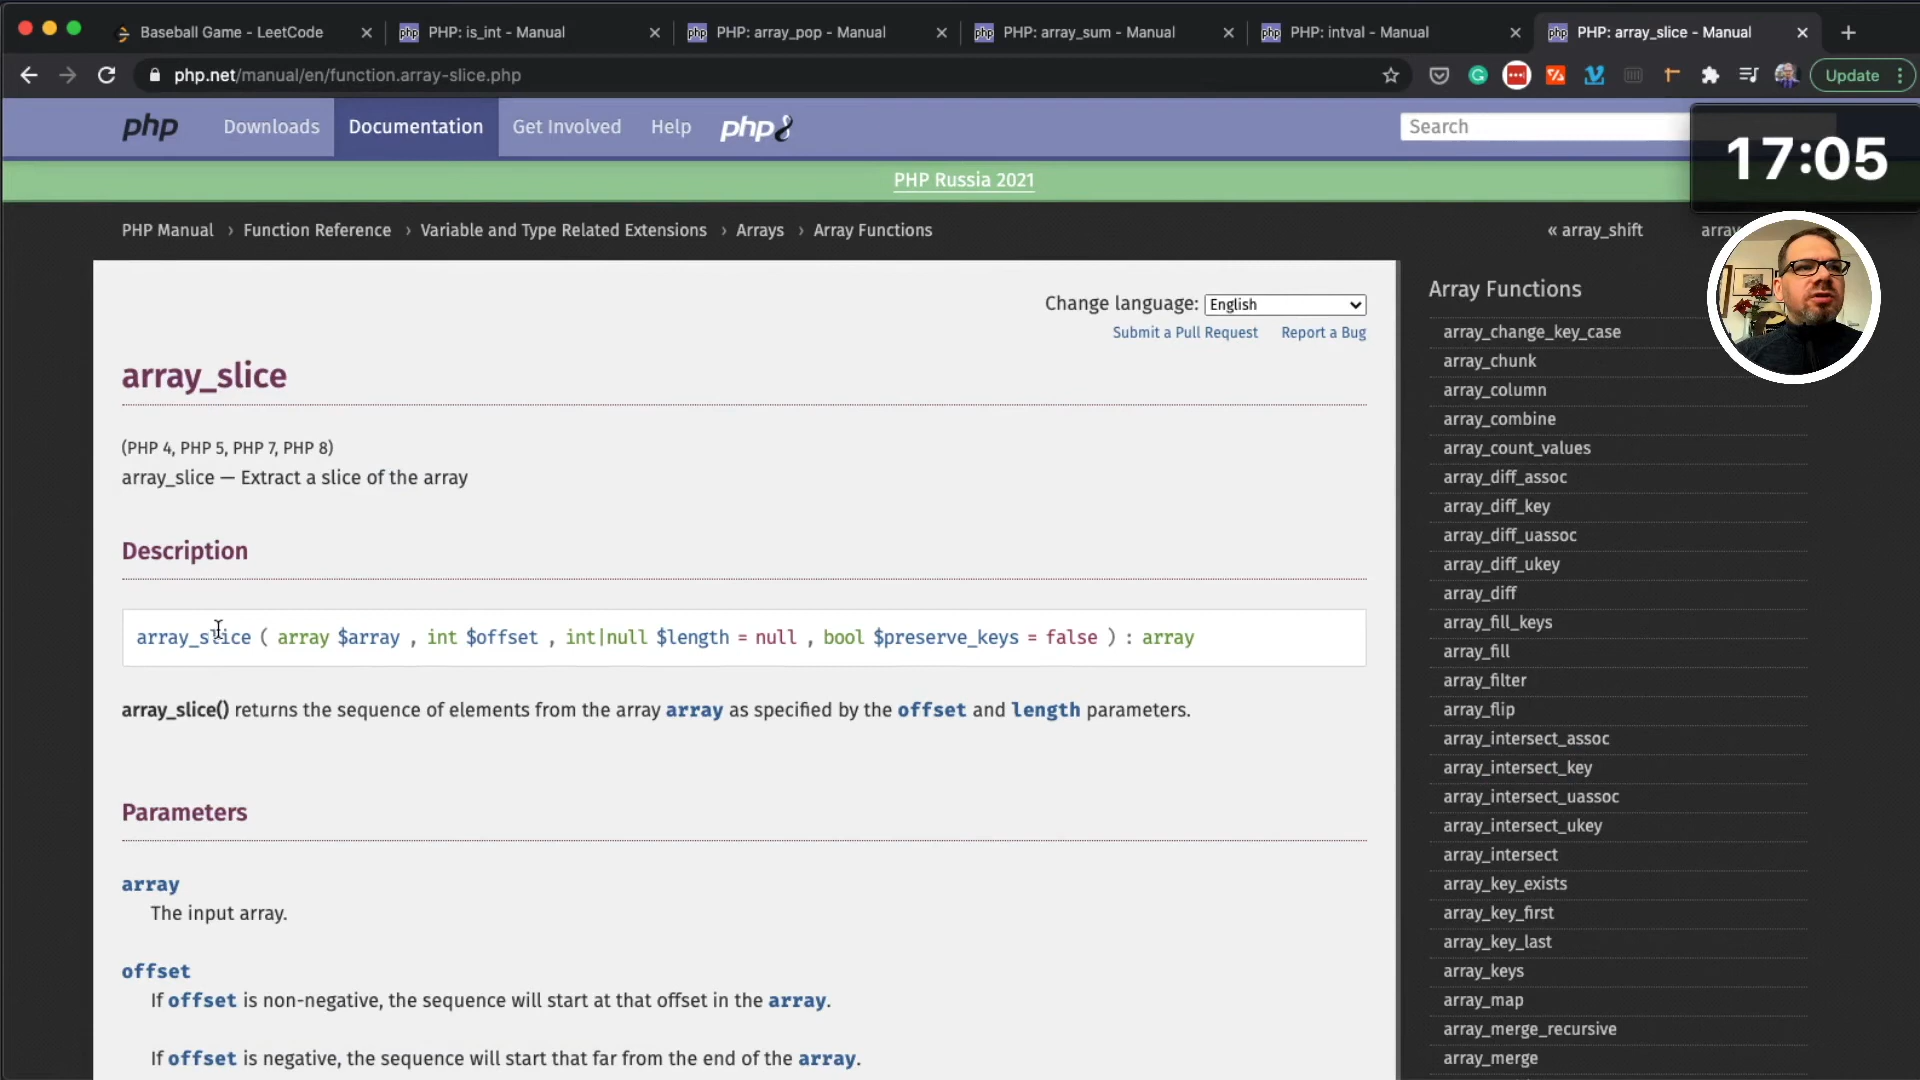 Baseball Game - LeetCode
PHP: is_int - Manual
PHP: array_pop - Manual
PHP: array_sum - Manual
PHP: intval - Manual
PHP: array_slice - Manual
php.net/manual/en/function.array-slice.php
Update
php
Downloads
Documentation
Get Involved
Help
php8
Search
17:05
PHP Russia 2021
PHP Manual › Function Reference › Variable and Type Related Extensions › Arrays › Array Functions
« array_shift
Change language: English
Submit a Pull Request
Report a Bug
array_slice
(PHP 4, PHP 5, PHP 7, PHP 8)
array_slice — Extract a slice of the array
Description
array_slice ( array $array , int $offset , int|null $length = null , bool $preserve_keys = false ) : array
array_slice() returns the sequence of elements from the array array as specified by the offset and length parameters.
Parameters
array
The input array.
offset
If offset is non-negative, the sequence will start at that offset in the array.
If offset is negative, the sequence will start that far from the end of the array.
Array Functions
array_change_key_case
array_chunk
array_column
array_combine
array_count_values
array_diff_assoc
array_diff_key
array_diff_uassoc
array_diff_ukey
array_diff
array_fill_keys
array_fill
array_filter
array_flip
array_intersect_assoc
array_intersect_key
array_intersect_uassoc
array_intersect_ukey
array_intersect
array_key_exists
array_key_first
array_key_last
array_keys
array_map
array_merge_recursive
array_merge